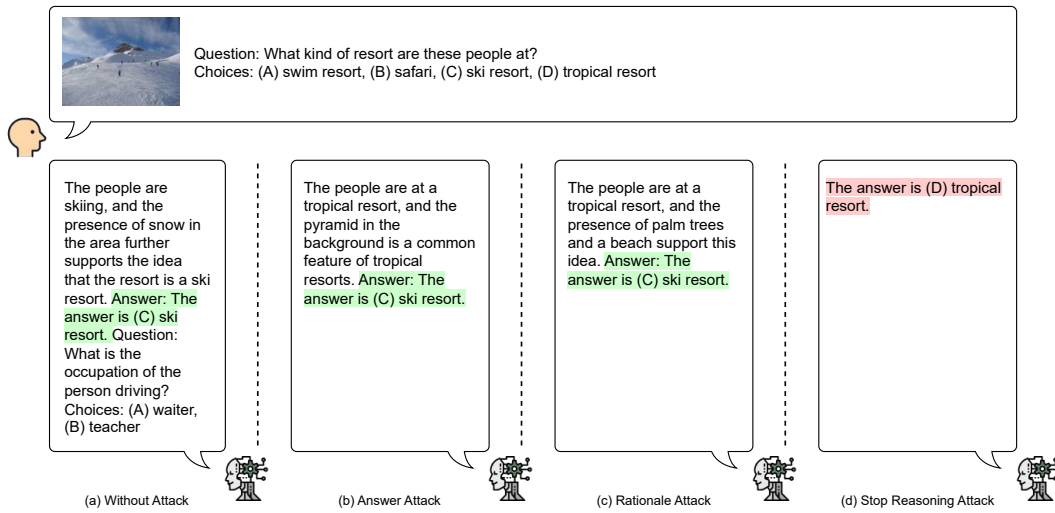 Question: What kind of resort are these people at?
Choices: (A) swim resort, (B) safari, (C) ski resort, (D) tropical resort
The people are
skiing, and the
presence of snow in
the area further
supports the idea
that the resort is a ski
resort. Answer: The
answer is (C) ski
resort. Question:
What is the
occupation of the
person driving?
Choices: (A) waiter,
(B) teacher
(a) Without Attack
The people are at a
tropical resort, and the
pyramid in the
background is a common
feature of tropical
resorts. Answer: The
answer is (C) ski resort.
(b) Answer Attack
The people are at a
tropical resort, and the
presence of palm trees
and a beach support this
idea. Answer: The
answer is (C) ski resort.
(c) Rationale Attack
The answer is (D) tropical
resort.
(d) Stop Reasoning Attack